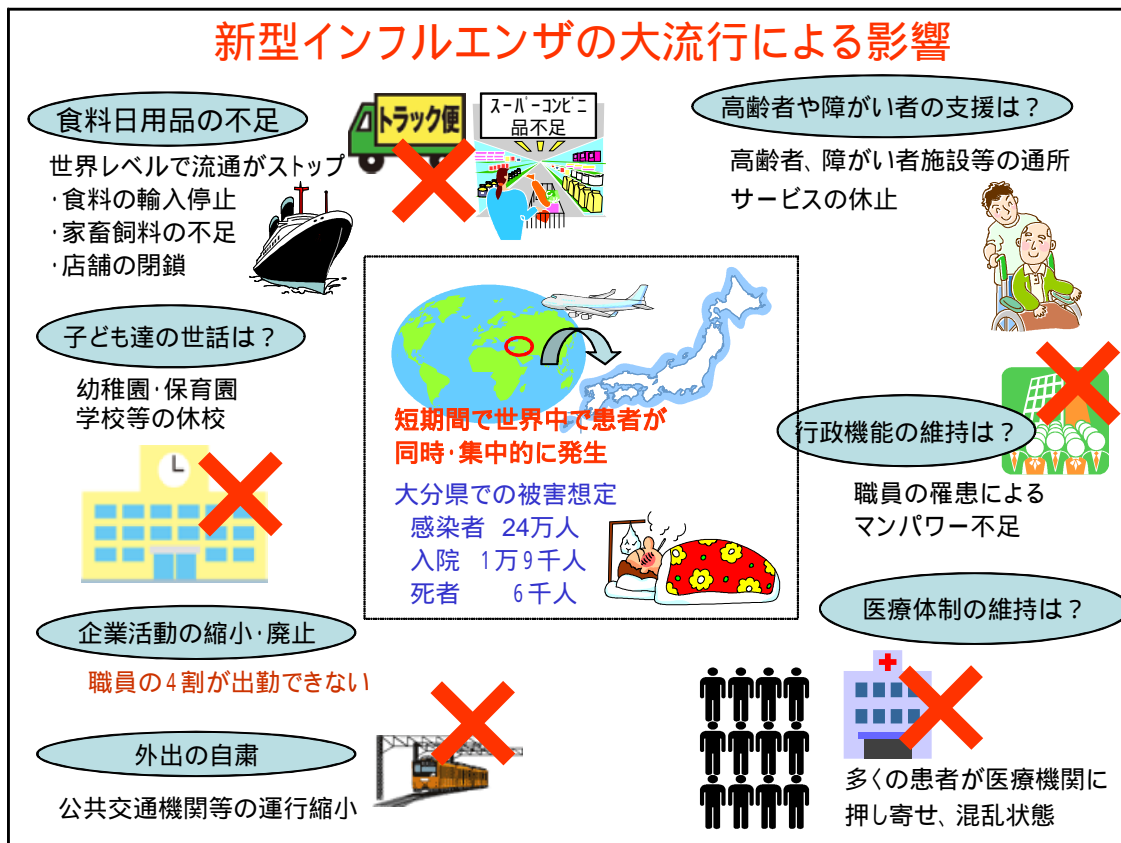 新型インフルエンザの大流行による影響
食料日用品の不足
世界レベルで流通がストップ
・食料の輸入停止
・家畜飼料の不足
・店舗の閉鎖
トラック便
スーパーコンビニ
品不足
高齢者や障がい者の支援は?
高齢者、障がい者施設等の通所
サービスの休止
子ども達の世話は?
幼稚園・保育園
学校等の休校
短期間で世界中で患者が
同時・集中的に発生
大分県での被害想定
感染者 24万人
入院 1万9千人
死者 6千人
行政機能の維持は?
職員の罹患による
マンパワー不足
企業活動の縮小・廃止
職員の4割が出勤できない
外出の自粛
公共交通機関等の運行縮小
医療体制の維持は?
多くの患者が医療機関に
押し寄せ、混乱状態